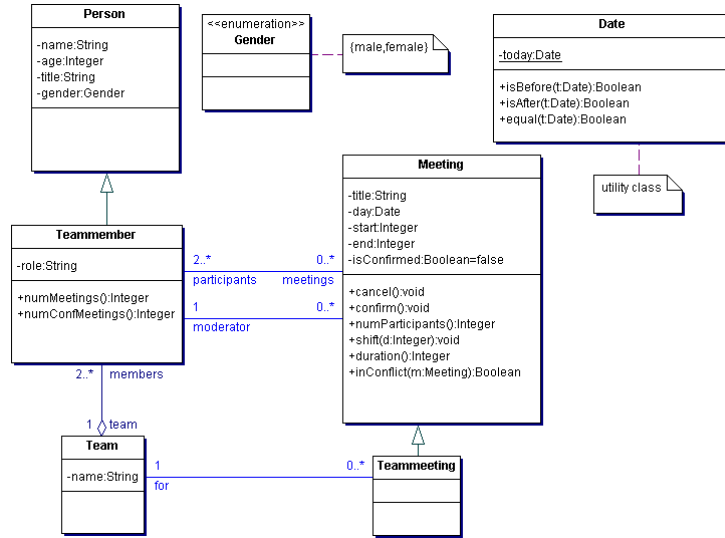 Person
-name:String
-age:Integer
-title:String
-gender:Gender
<<enumeration>>
Gender
{male,female}
Date
-today:Date
+isBefore(t:Date):Boolean
+isAfter(t:Date):Boolean
+equal(t:Date):Boolean
utility class
Meeting
-title:String
-day:Date
-start:Integer
-end:Integer
-isConfirmed:Boolean=false
+cancel():void
+confirm():void
+numParticipants():Integer
+shift(d:Integer):void
+duration():Integer
+inConflict(m:Meeting):Boolean
Teammember
-role:String
+numMeetings():Integer
+numConfMeetings():Integer
2..* 0..*
participants meetings
1 0..*
moderator
2..* members
1 team
Team
-name:String
1 0..*
for
Teammeeting